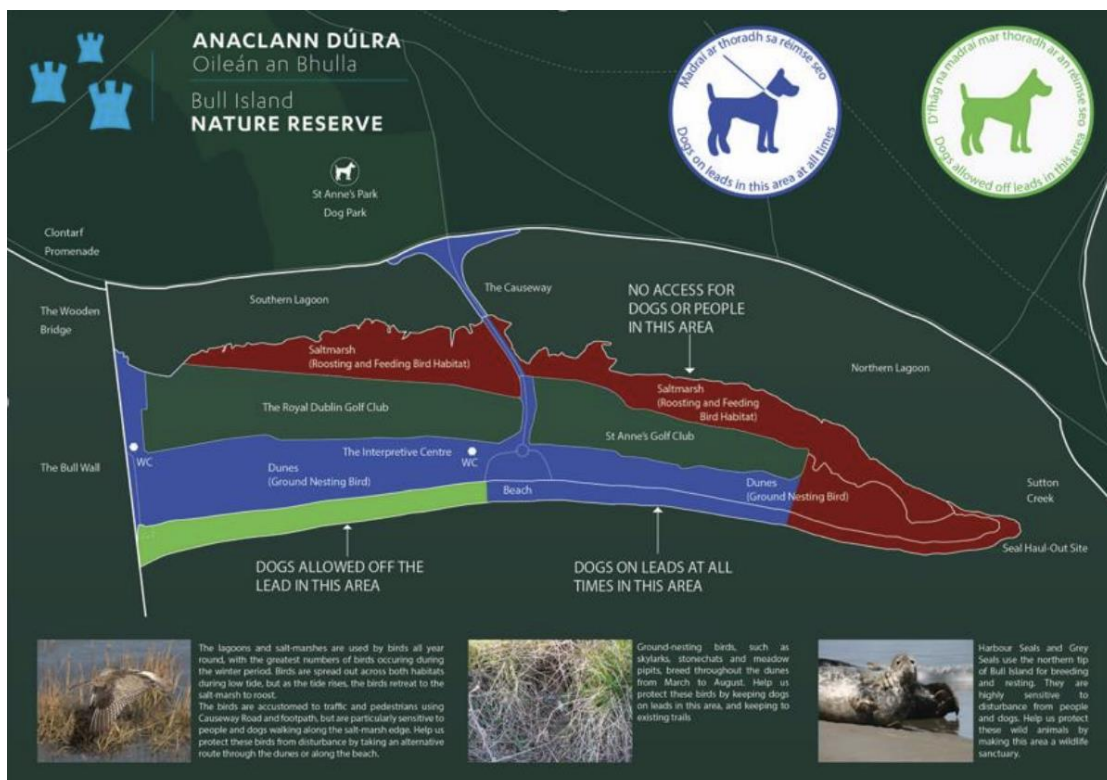 ANACLANN DÚLRA
Oileán an Bhulla
Bull Island
NATURE RESERVE
Madraí ar thoradh sa réimse seo
Dogs on leads in this area at all times
D'fhág na madraí mar thoradh ar an réimse seo
Dogs allowed off leads in this area
St Anne's Park
Dog Park
Clontarf
Promenade
The Wooden
Bridge
Southern Lagoon
The Causeway
NO ACCESS FOR
DOGS OR PEOPLE
IN THIS AREA
Saltmarsh
(Roosting and Feeding Bird Habitat)
Northern Lagoon
Saltmarsh
(Roosting and Feeding
Bird Habitat)
The Royal Dublin Golf Club
St Anne's Golf Club
The Bull Wall
WC
The Interpretive Centre
WC
Dunes
(Ground Nesting Bird)
Beach
Dunes
(Ground Nesting Bird)
Sutton
Creek
Seal Haul-Out Site
DOGS ALLOWED OFF THE
LEAD IN THIS AREA
DOGS ON LEADS AT ALL
TIMES IN THIS AREA
The lagoons and salt-marshes are used by birds all year
round, with the greatest numbers of birds occuring during
the winter period. Birds are spread out across both habitats
during low tide, but as the tide rises, the birds retreat to the
salt-marsh to roost.
The birds are accustomed to traffic and pedestrians using
Causeway Road and footpath, but are particularly sensitive to
people and dogs walking along the salt-marsh edge. Help us
protect these birds from disturbance by taking an alternative
route through the dunes or along the beach.
Ground-nesting birds, such as
skylarks, stonechats and meadow
pipits, breed throughout the dunes
from March to August. Help us
protect these birds by keeping dogs
on leads in this area, and keeping to
existing trails
Harbour Seals and Grey
Seals use the northern tip
of Bull Island for breeding
and resting. They are
highly sensitive to
disturbance from people
and dogs. Help us protect
these wild animals by
making this area a wildlife
sanctuary.